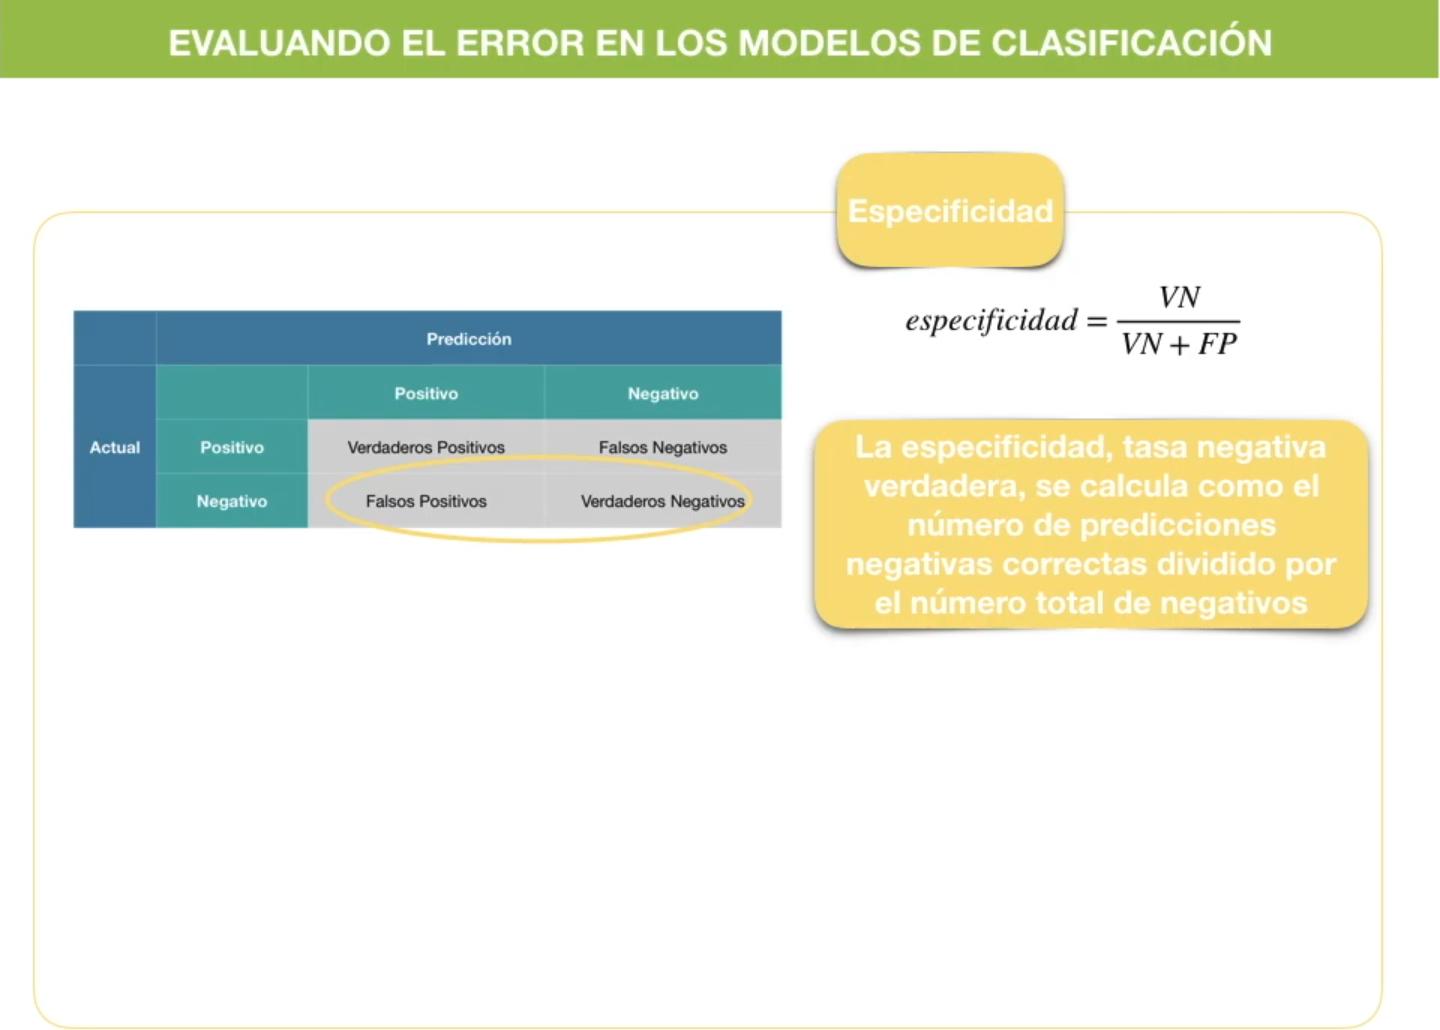 EVALUANDO EL ERROR EN LOS MODELOS DE CLASIFICACIÓN
Especificidad
especificidad = VN / VN + FP
Predicción
Positivo Negativo
Actual Positivo Verdaderos Positivos Falsos Negativos
Negativo Falsos Positivos Verdaderos Negativos
La especificidad, tasa negativa
verdadera, se calcula como el
número de predicciones
negativas correctas dividido por
el número total de negativos